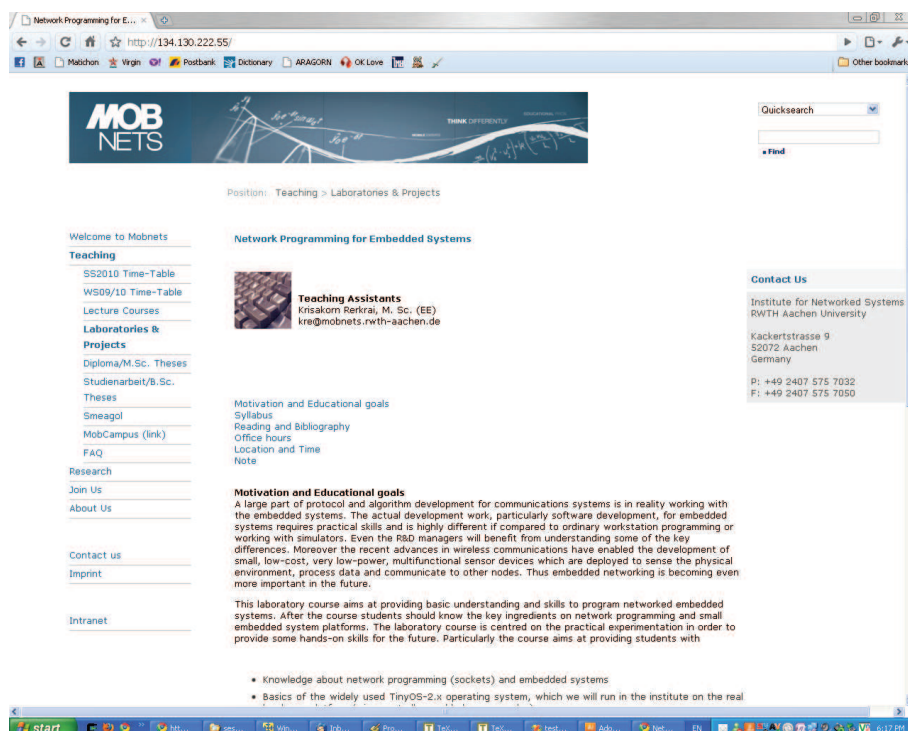 Network Programming for E...
http://134.130.222.55/
Matichon Virgin Postbank Dictionary ARAGORN OK Love Other bookmark
MOB
NETS
THINK DIFFERENTLY
Quicksearch
Find
Position: Teaching > Laboratories & Projects
Welcome to Mobnets
Teaching
SS2010 Time-Table
WS09/10 Time-Table
Lecture Courses
Laboratories &
Projects
Diploma/M.Sc. Theses
Studienarbeit/B.Sc.
Theses
Smeagol
MobCampus (link)
FAQ
Research
Join Us
About Us
Contact us
Imprint
Intranet
Network Programming for Embedded Systems
Teaching Assistants
Krisakorn Rerkrai, M. Sc. (EE)
kre@mobnets.rwth-aachen.de
Motivation and Educational goals
Syllabus
Reading and Bibliography
Office hours
Location and Time
Note
Motivation and Educational goals
A large part of protocol and algorithm development for communications systems is in reality working with
the embedded systems. The actual development work, particularly software development, for embedded
systems requires practical skills and is highly different if compared to ordinary workstation programming or
working with simulators. Even the R&D managers will benefit from understanding some of the key
differences. Moreover the recent advances in wireless communications have enabled the development of
small, low-cost, very low-power, multifunctional sensor devices which are deployed to sense the physical
environment, process data and communicate to other nodes. Thus embedded networking is becoming even
more important in the future.
This laboratory course aims at providing basic understanding and skills to program networked embedded
systems. After the course students should know the key ingredients on network programming and small
embedded system platforms. The laboratory course is centred on the practical experimentation in order to
provide some hands-on skills for the future. Particularly the course aims at providing students with
• Knowledge about network programming (sockets) and embedded systems
• Basics of the widely used TinyOS-2.x operating system, which we will run in the institute on the real
Contact Us
Institute for Networked Systems
RWTH Aachen University
Kackertstrasse 9
52072 Aachen
Germany
P: +49 2407 575 7032
F: +49 2407 575 7050
start htt... ses... Win... Inb... Pro... TeX... TeX... test... Ado... Net... EN 6:17 PM